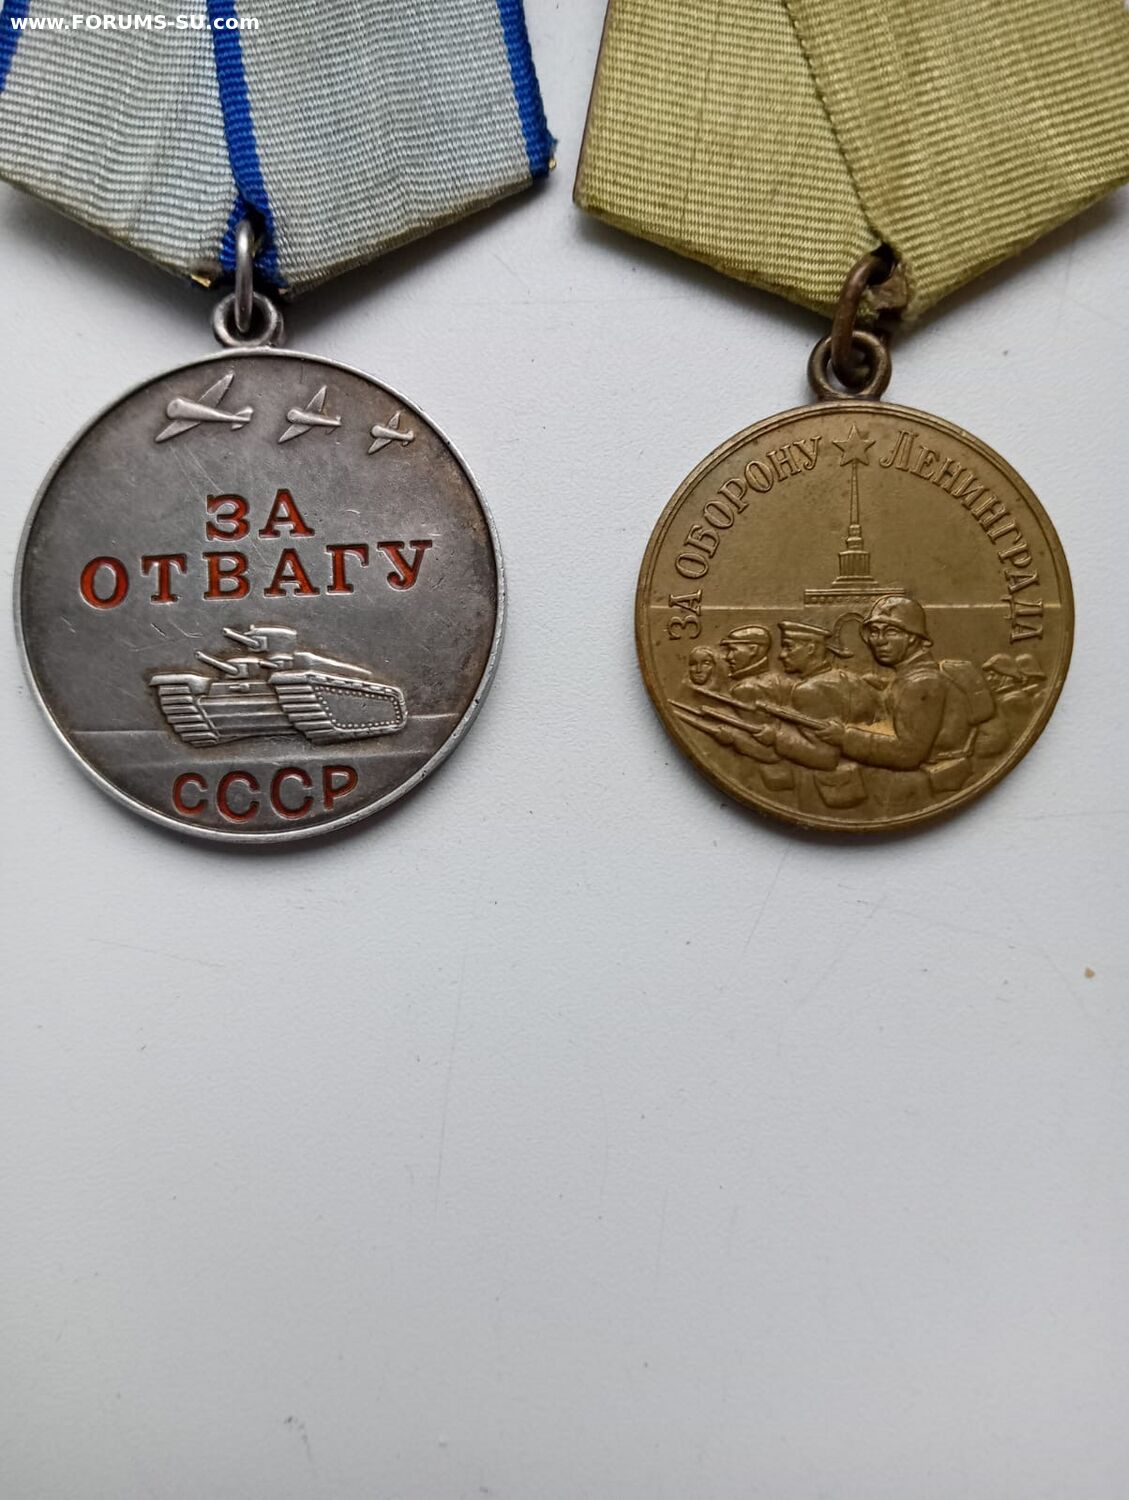 www.FORUMS-SU.com
ЗА
ОТВАГУ
СССР
ЗА ОБОРОНУ ЛЕНИНГРАДА